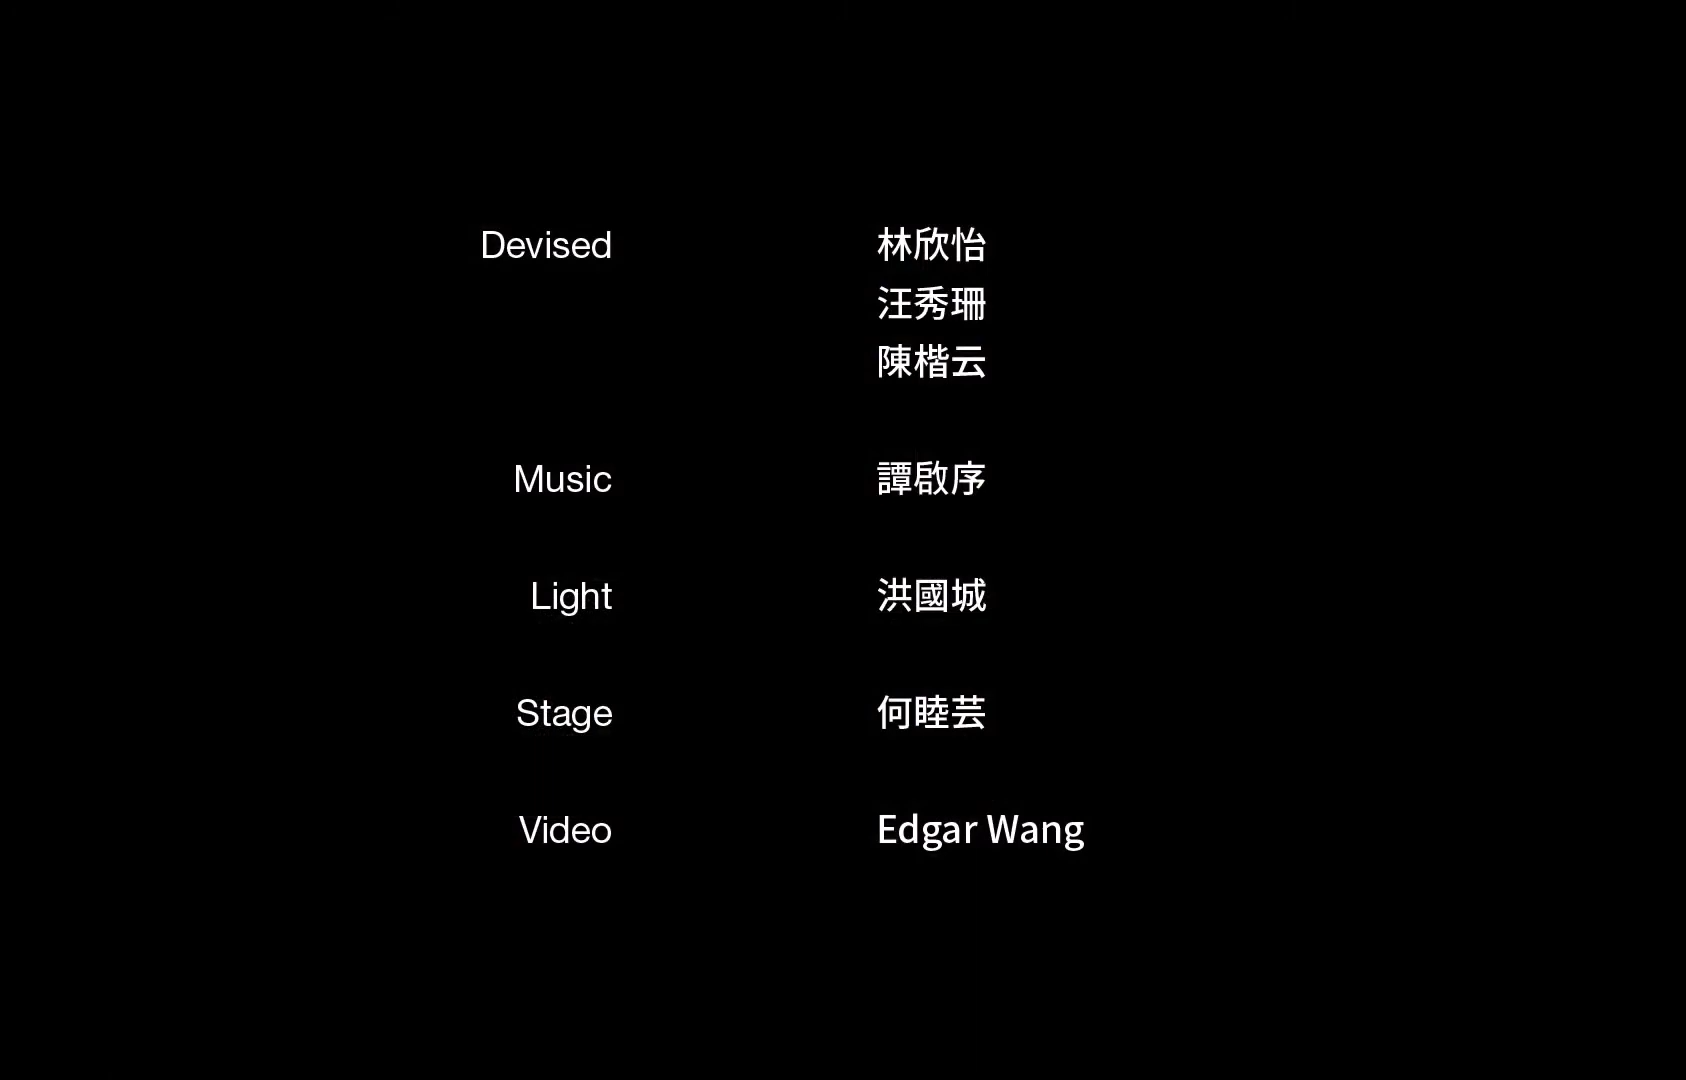 Devised 林欣怡
汪秀珊
陳楷云
Music 譚啟序
Light 洪國城
Stage 何睦芸
Video Edgar Wang